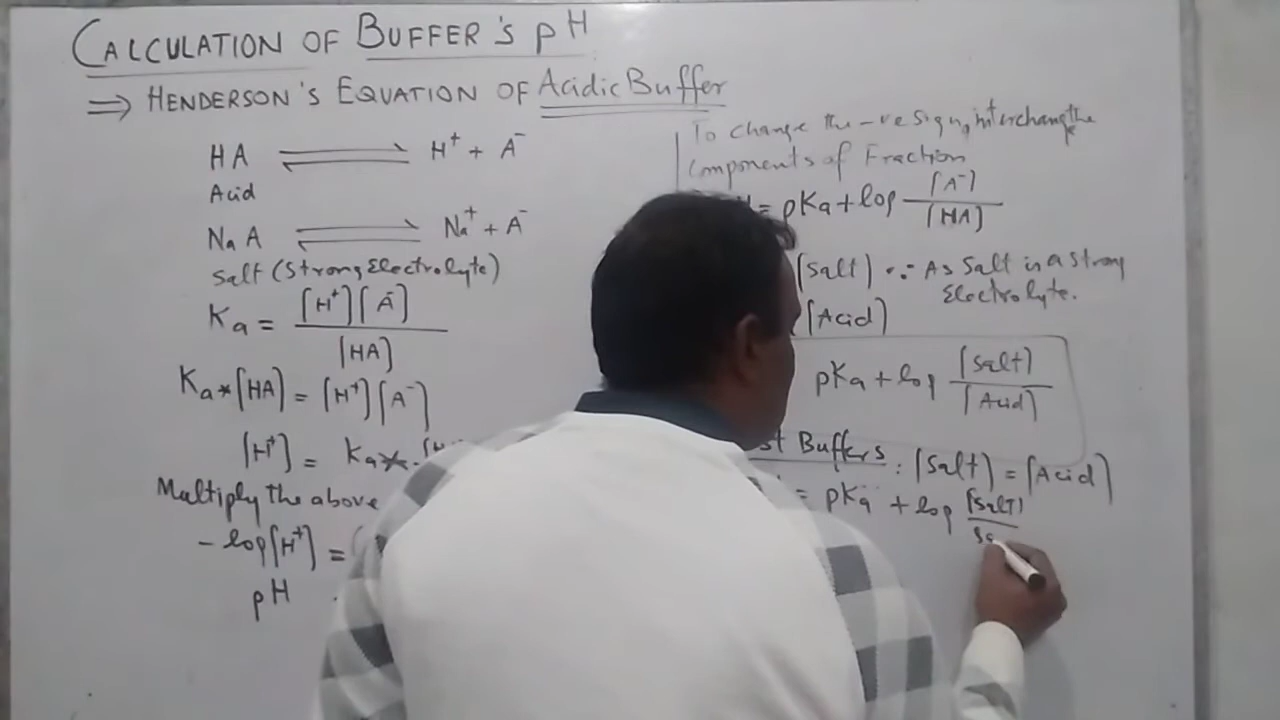 CALCULATION OF BUFFER'S pH
⇒ HENDERSON'S EQUATION OF Acidic Buffer
HA ⇌ H⁺ + A⁻
Acid
NaA ⇌ Na⁺ + A⁻
Salt (Strong Electrolyte)
Ka = [H⁺][A⁻] / [HA]
Ka * [HA] = [H⁺][A⁻]
[H⁺] = Ka *
Multiply the above
- log[H⁺] =
pH
To change the -ve sign, interchange the
Components of Fraction
= pKa + log [A⁻] / [HA]
[Salt] ∵ As Salt is a strong
Electrolyte.
[Acid]
pKa + log [Salt] / [Acid]
Buffers : [Salt] = [Acid]
= pKa + log [Salt] / Sa